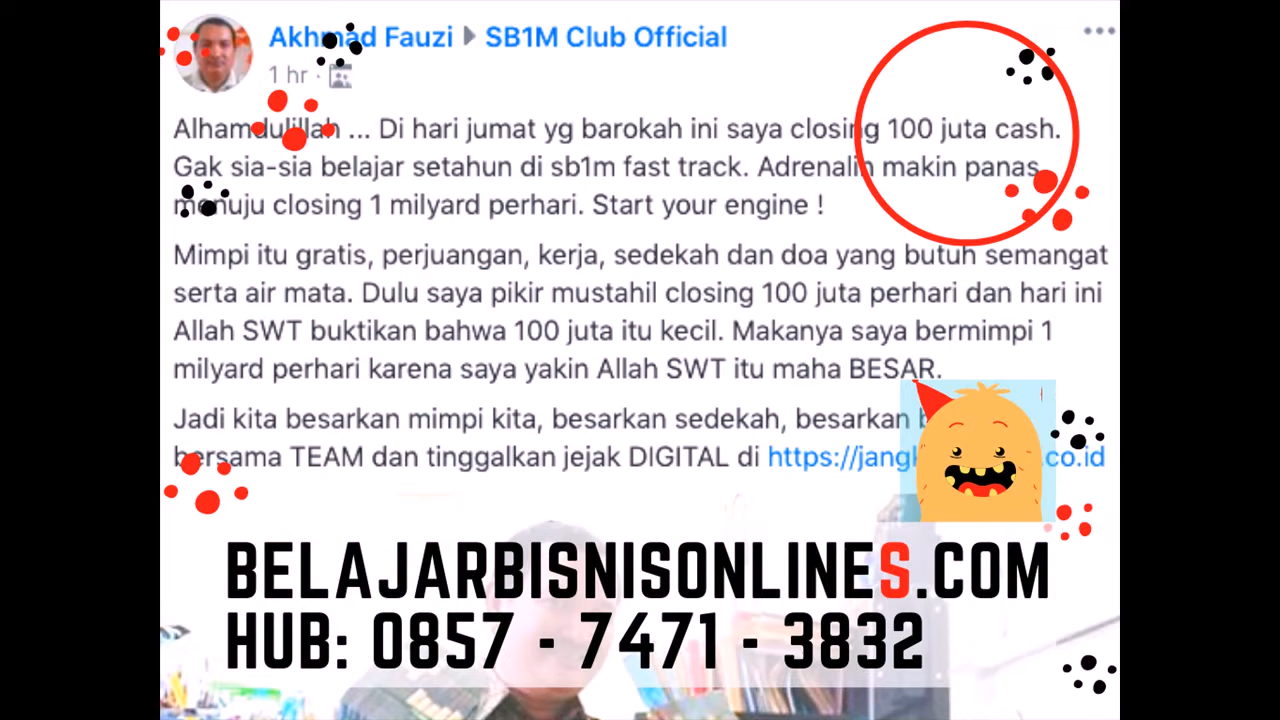 Akhmad Fauzi SB1M Club Official
1 hr ·
Alhamdulillah ... Di hari jumat yg barokah ini saya closing 100 juta cash.
Gak sia-sia belajar setahun di sb1m fast track. Adrenalin makin panas
menuju closing 1 milyard perhari. Start your engine !
Mimpi itu gratis, perjuangan, kerja, sedekah dan doa yang butuh semangat
serta air mata. Dulu saya pikir mustahil closing 100 juta perhari dan hari ini
Allah SWT buktikan bahwa 100 juta itu kecil. Makanya saya bermimpi 1
milyard perhari karena saya yakin Allah SWT itu maha BESAR.
Jadi kita besarkan mimpi kita, besarkan sedekah, besarkan
bersama TEAM dan tinggalkan jejak DIGITAL di
BELAJARBISNISONLINES.COM
HUB: 0857 - 7471 - 3832